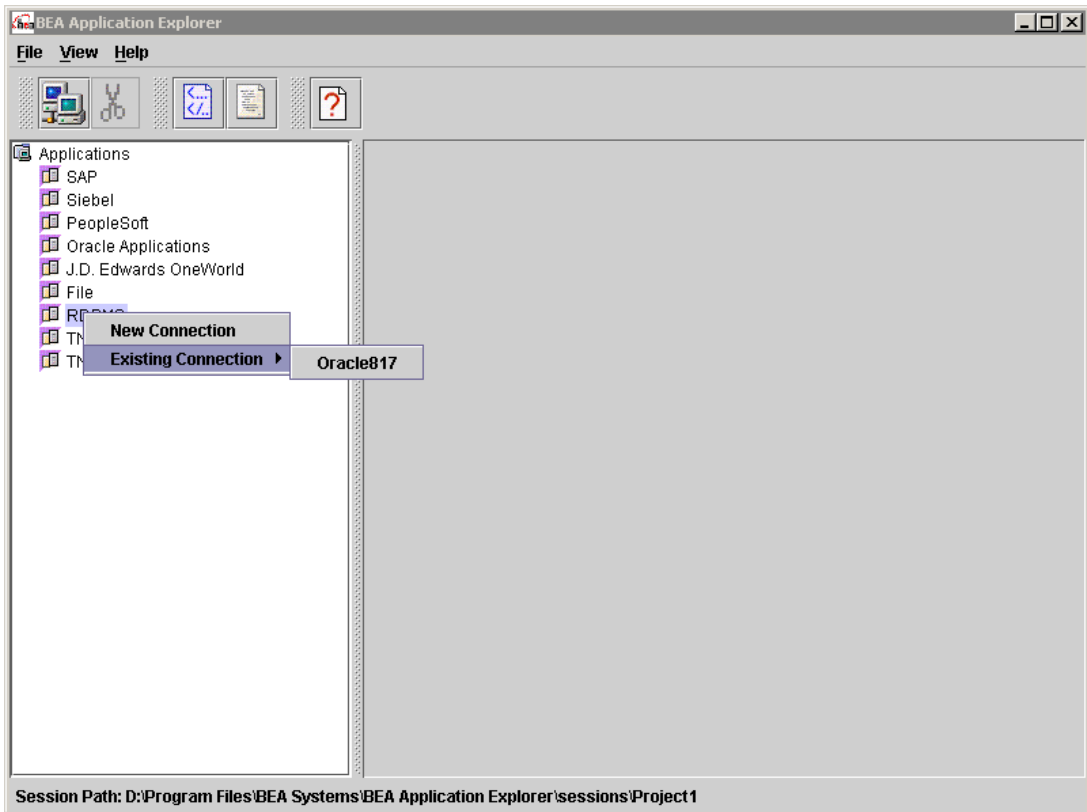 BEA Application Explorer
File View Help
Applications
SAP
Siebel
PeopleSoft
Oracle Applications
J.D. Edwards OneWorld
File
New Connection
Existing Connection
Oracle817
Session Path: D:\Program Files\BEA Systems\BEA Application Explorer\sessions\Project1